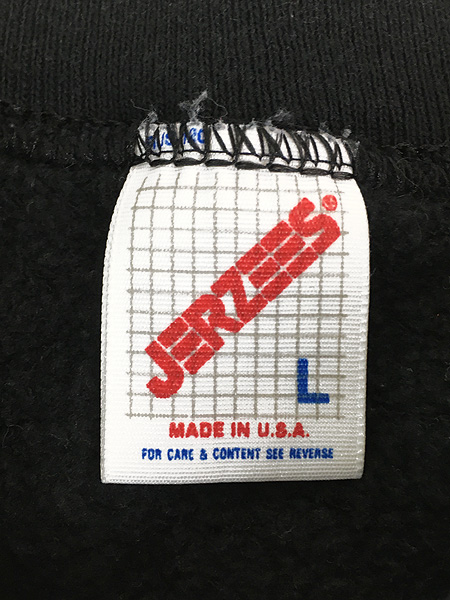 JERZEES®
L
MADE IN U.S.A.
FOR CARE & CONTENT SEE REVERSE